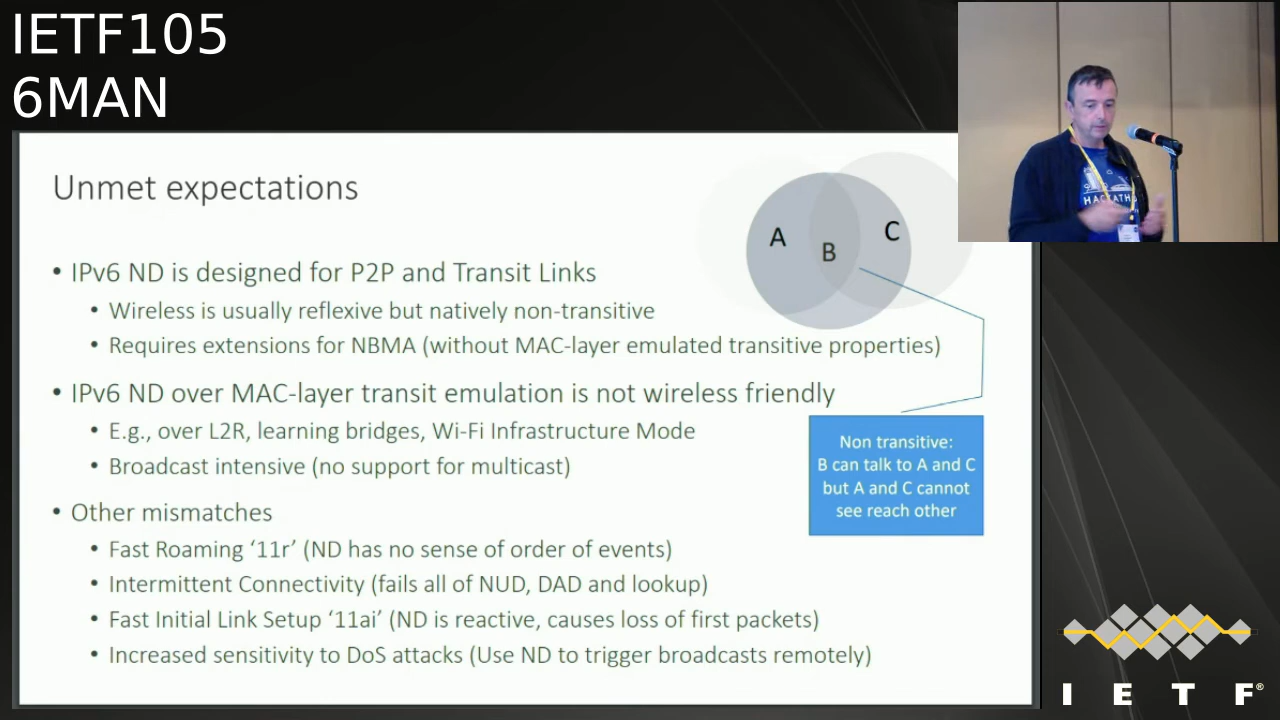 IETF105
6MAN
Unmet expectations
A
B
C
• IPv6 ND is designed for P2P and Transit Links
• Wireless is usually reflexive but natively non-transitive
• Requires extensions for NBMA (without MAC-layer emulated transitive properties)
• IPv6 ND over MAC-layer transit emulation is not wireless friendly
• E.g., over L2R, learning bridges, Wi-Fi Infrastructure Mode
• Broadcast intensive (no support for multicast)
Non transitive:
B can talk to A and C
but A and C cannot
see reach other
• Other mismatches
• Fast Roaming ‘11r’ (ND has no sense of order of events)
• Intermittent Connectivity (fails all of NUD, DAD and lookup)
• Fast Initial Link Setup ‘11ai’ (ND is reactive, causes loss of first packets)
• Increased sensitivity to DoS attacks (Use ND to trigger broadcasts remotely)
HACKATH
I E T F®